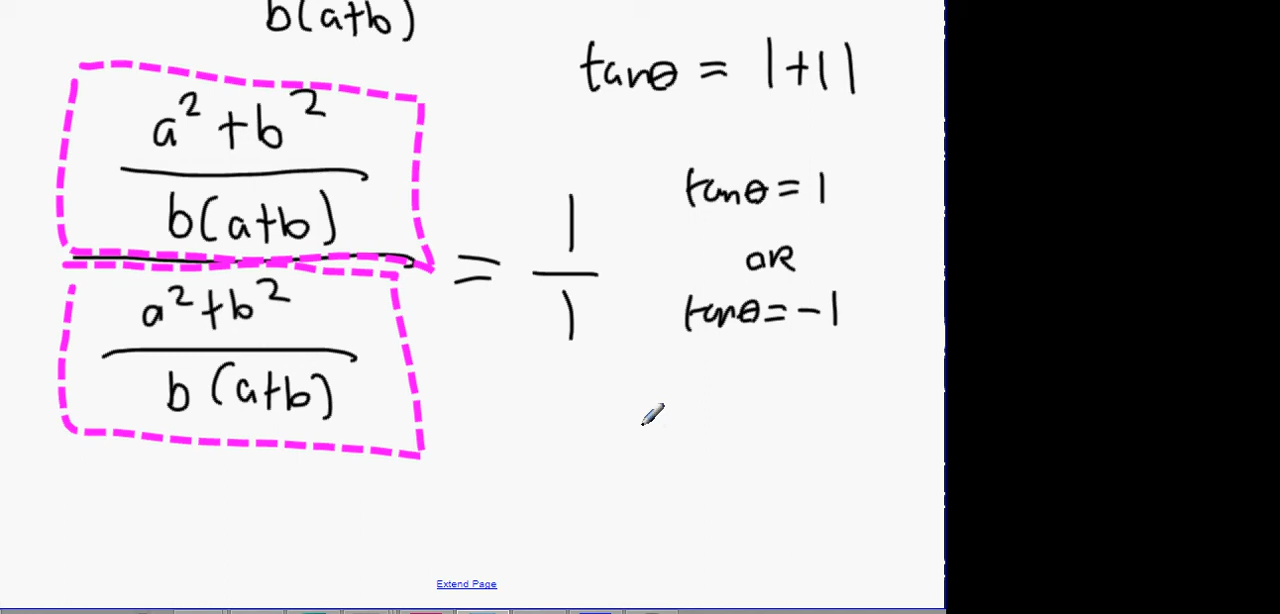 b(a+b)
tanθ = |+1|
a² + b²
b(a+b)
a² + b²
b(a+b)
= 1
1
tanθ = 1
OR
tanθ = -1
Extend Page